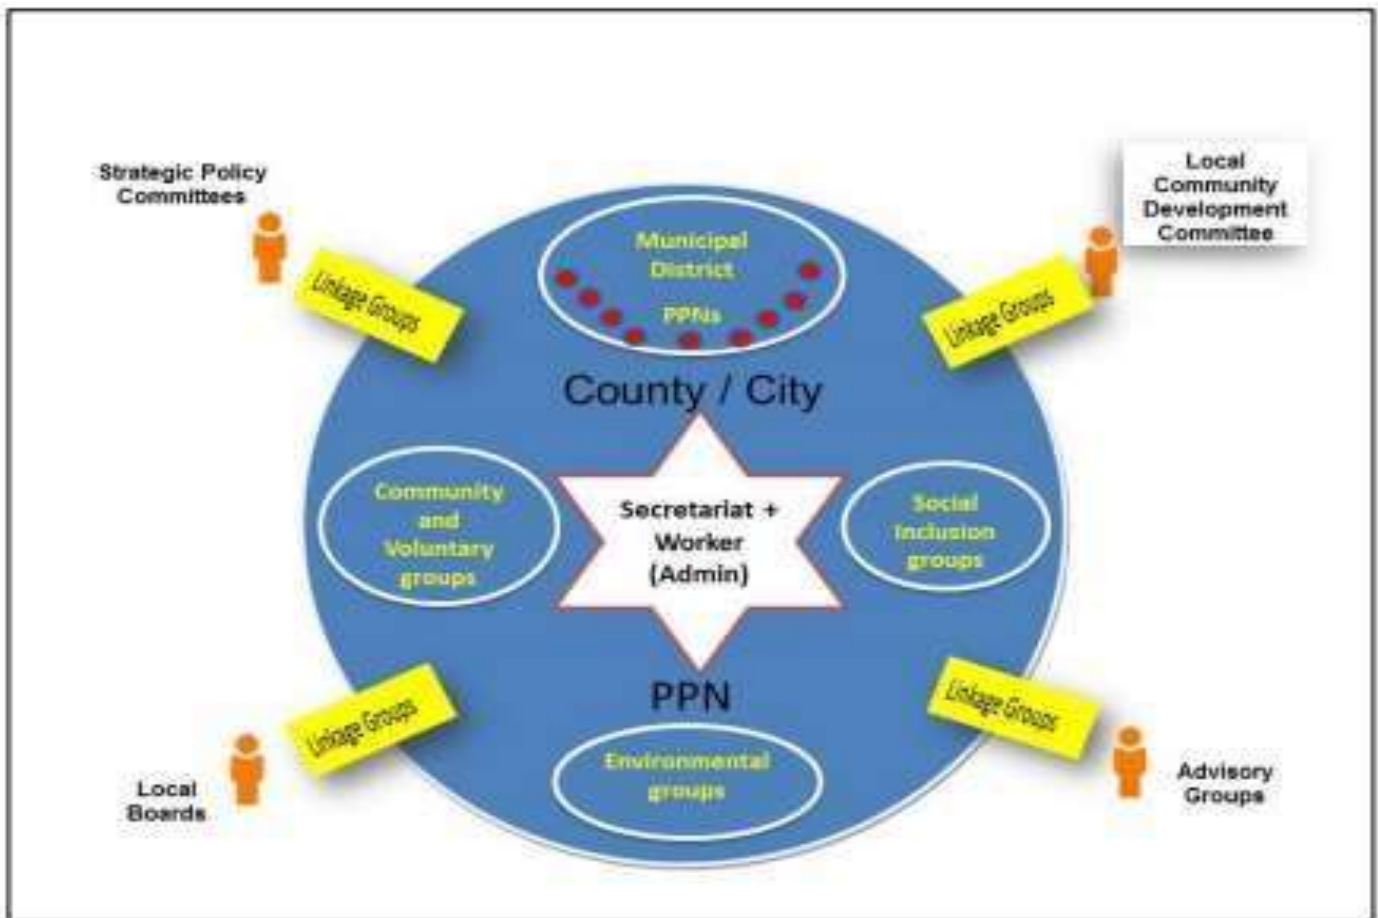 Strategic Policy
Committees
Local
Community
Development
Committee
Linkage Groups
Municipal
District
PPNs
Linkage Groups
County / City
Community
and
Voluntary
groups
Secretariat +
Worker
(Admin)
Social
Inclusion
groups
PPN
Linkage Groups
Environmental
groups
Linkage Groups
Local
Boards
Advisory
Groups